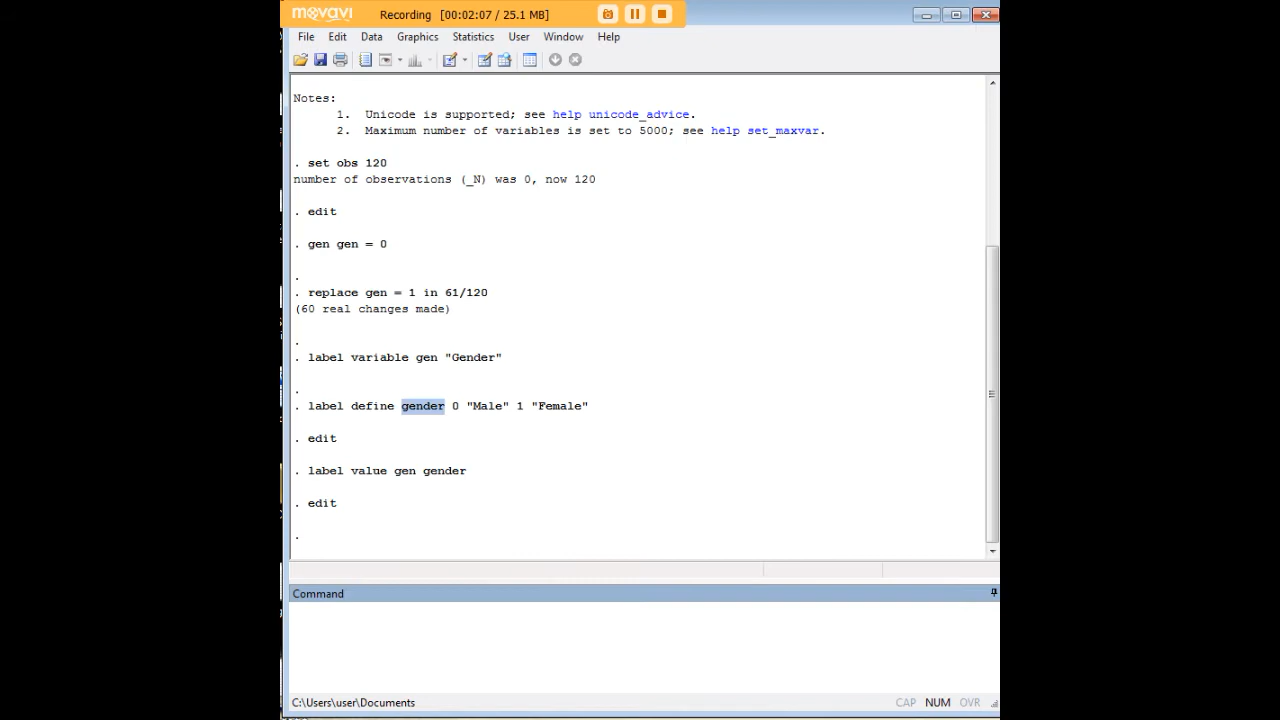 movavi Recording [00:02:07 / 25.1 MB]
File Edit Data Graphics Statistics User Window Help
Notes:
1. Unicode is supported; see help unicode_advice.
2. Maximum number of variables is set to 5000; see help set_maxvar.
. set obs 120
number of observations (_N) was 0, now 120
. edit
. gen gen = 0
.
. replace gen = 1 in 61/120
(60 real changes made)
.
. label variable gen "Gender"
.
. label define gender 0 "Male" 1 "Female"
. edit
. label value gen gender
. edit
.
Command
C:\Users\user\Documents CAP NUM OVR